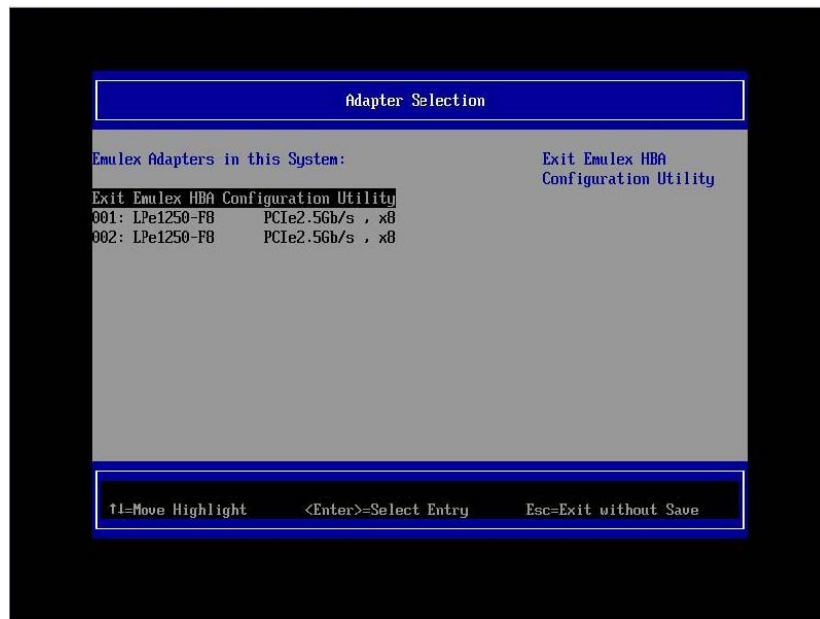 Adapter Selection
Emulex Adapters in this System:
Exit Emulex HBA Configuration Utility
001: LPe1250-F8 PCIe2.5Gb/s , x8
002: LPe1250-F8 PCIe2.5Gb/s , x8
Exit Emulex HBA
Configuration Utility
↑↓=Move Highlight <Enter>=Select Entry Esc=Exit without Save